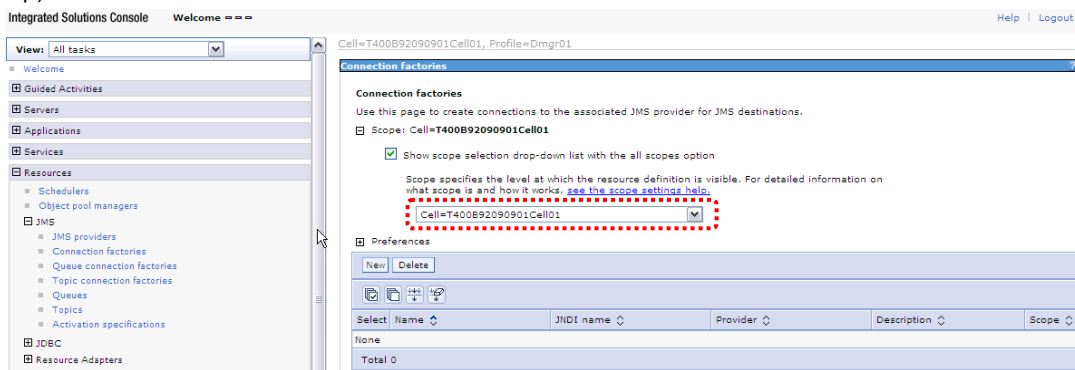 Integrated Solutions Console Welcome
Help | Logout
View: All tasks
Welcome
Guided Activities
Servers
Applications
Services
Resources
Schedulers
Object pool managers
JMS
JMS providers
Connection factories
Queue connection factories
Topic connection factories
Queues
Topics
Activation specifications
JDBC
Resource Adapters
Cell=T400B92090901Cell01, Profile=Dmgr01
Connection factories
?
Connection factories
Use this page to create connections to the associated JMS provider for JMS destinations.
Scope: Cell=T400B92090901Cell01
Show scope selection drop-down list with the all scopes option
Scope specifies the level at which the resource definition is visible. For detailed information on
what scope is and how it works, see the scope settings help.
Cell=T400B92090901Cell01
Preferences
New Delete
Select Name JNDI name Provider Description Scope
None
Total 0